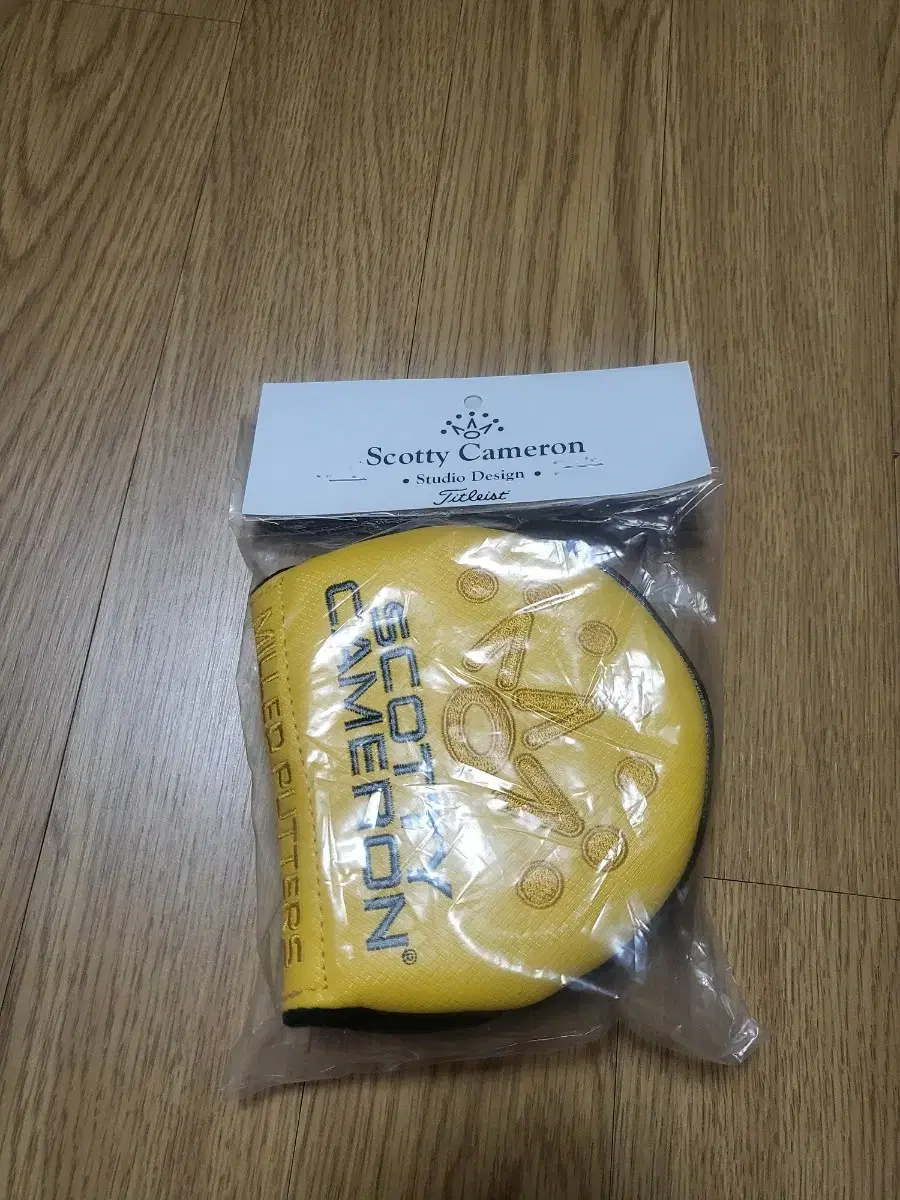 Scotty Cameron
• Studio Design •
Titleist
SCOTTY
CAMERON®
MILLED PUTTERS